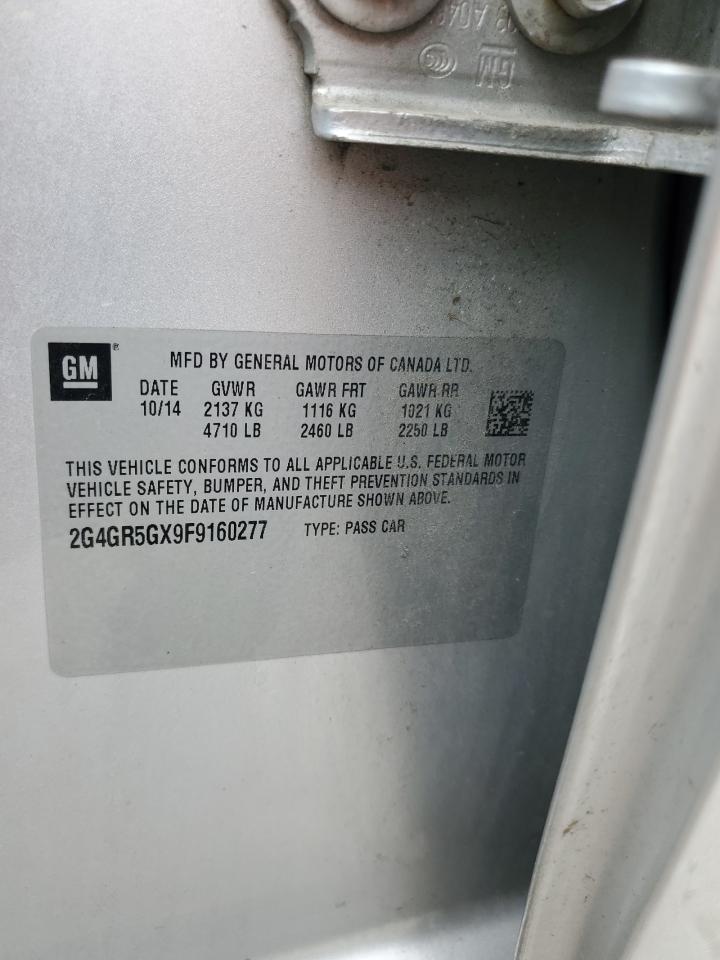 GM
MFD BY GENERAL MOTORS OF CANADA LTD.
DATE GVWR GAWR FRT GAWR RR
10/14 2137 KG 1116 KG 1021 KG
4710 LB 2460 LB 2250 LB
THIS VEHICLE CONFORMS TO ALL APPLICABLE U.S. FEDERAL MOTOR
VEHICLE SAFETY, BUMPER, AND THEFT PREVENTION STANDARDS IN
EFFECT ON THE DATE OF MANUFACTURE SHOWN ABOVE.
2G4GR5GX9F9160277 TYPE: PASS CAR
GM